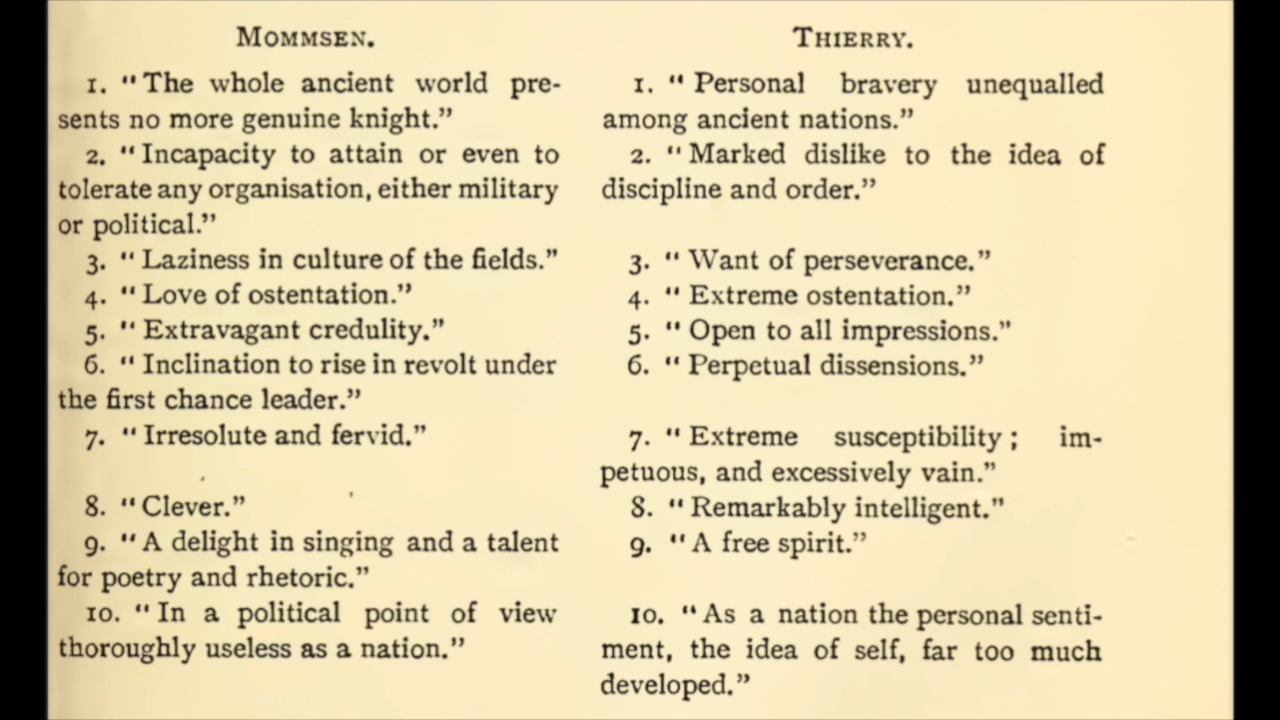 MOMMSEN.
1. “The whole ancient world pre-
sents no more genuine knight.”
2. “Incapacity to attain or even to
tolerate any organisation, either military
or political.”
3. “Laziness in culture of the fields.”
4. “Love of ostentation.”
5. “Extravagant credulity.”
6. “Inclination to rise in revolt under
the first chance leader.”
7. “Irresolute and fervid.”
8. “Clever.”
9. “A delight in singing and a talent
for poetry and rhetoric.”
10. “In a political point of view
thoroughly useless as a nation.”
THIERRY.
1. “Personal bravery unequalled
among ancient nations.”
2. “Marked dislike to the idea of
discipline and order.”
3. “Want of perseverance.”
4. “Extreme ostentation.”
5. “Open to all impressions.”
6. “Perpetual dissensions.”
7. “Extreme susceptibility; im-
petuous, and excessively vain.”
8. “Remarkably intelligent.”
9. “A free spirit.”
10. “As a nation the personal senti-
ment, the idea of self, far too much
developed.”